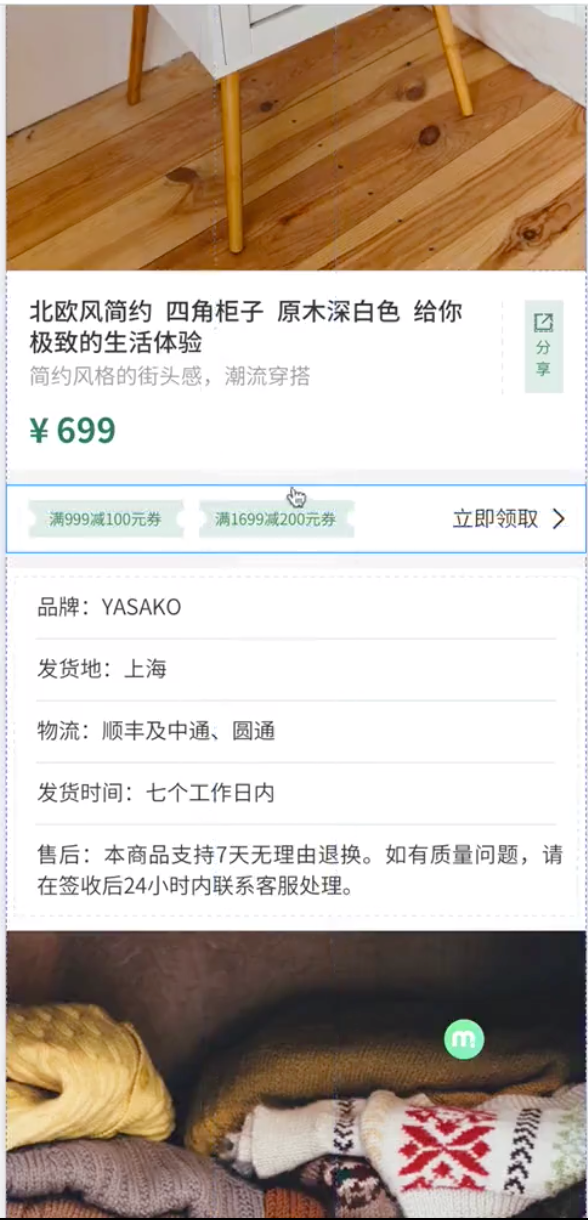 北欧风简约 四角柜子 原木深白色 给你
极致的生活体验
分
享
简约风格的街头感，潮流穿搭
¥ 699
满999减100元券
满1699减200元券
立即领取
品牌：YASAKO
发货地：上海
物流：顺丰及中通、圆通
发货时间：七个工作日内
售后：本商品支持7天无理由退换。如有质量问题，请
在签收后24小时内联系客服处理。
m